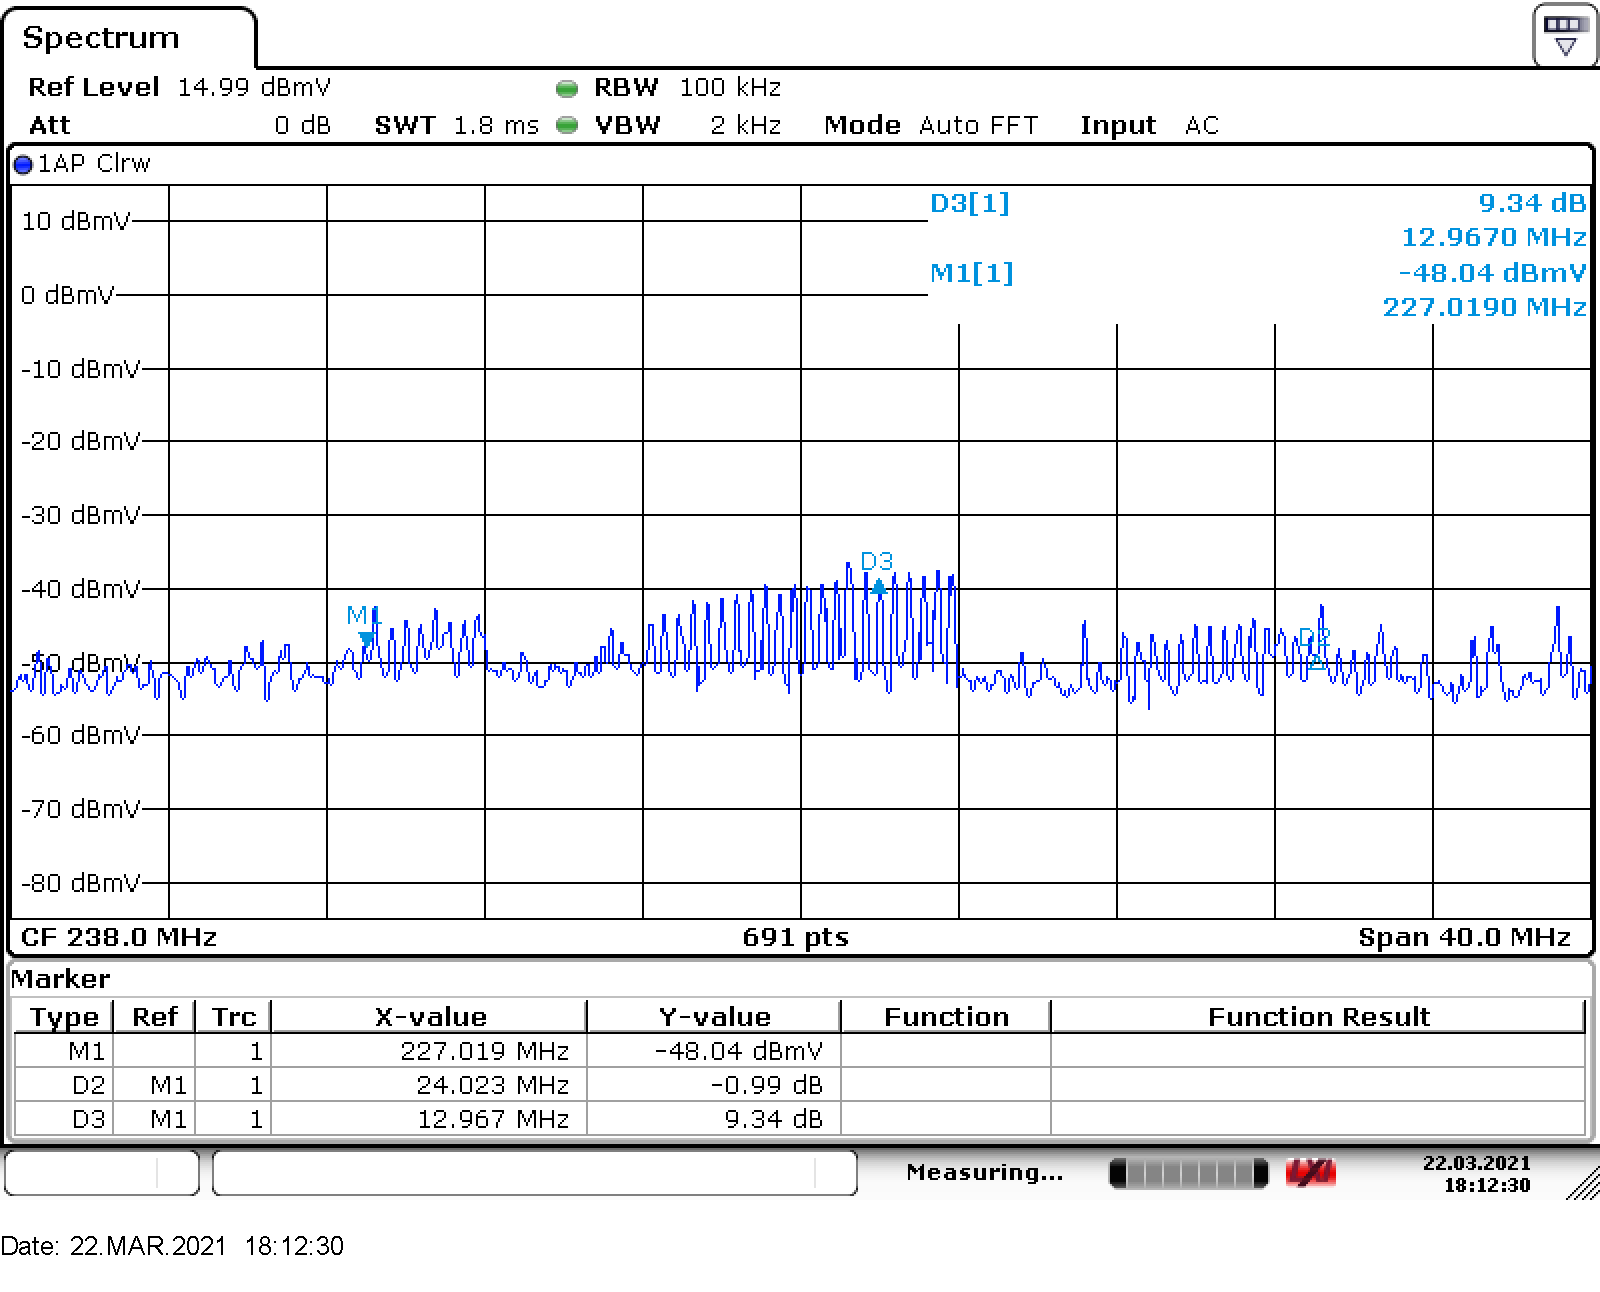 Spectrum
Ref Level 14.99 dBmV RBW 100 kHz
Att 0 dB SWT 1.8 ms VBW 2 kHz Mode Auto FFT Input AC
1AP Clrw
D3[1] 9.34 dB
12.9670 MHz
M1[1] -48.04 dBmV
227.0190 MHz
10 dBmV
0 dBmV
-10 dBmV
-20 dBmV
-30 dBmV
D3
-40 dBmV
M1
D2
-50 dBmV
-60 dBmV
-70 dBmV
-80 dBmV
CF 238.0 MHz 691 pts Span 40.0 MHz
Marker
Type Ref Trc X-value Y-value Function Function Result
M1 1 227.019 MHz -48.04 dBmV
D2 M1 1 24.023 MHz -0.99 dB
D3 M1 1 12.967 MHz 9.34 dB
Measuring... LXI 22.03.2021
18:12:30
Date: 22.MAR.2021 18:12:30